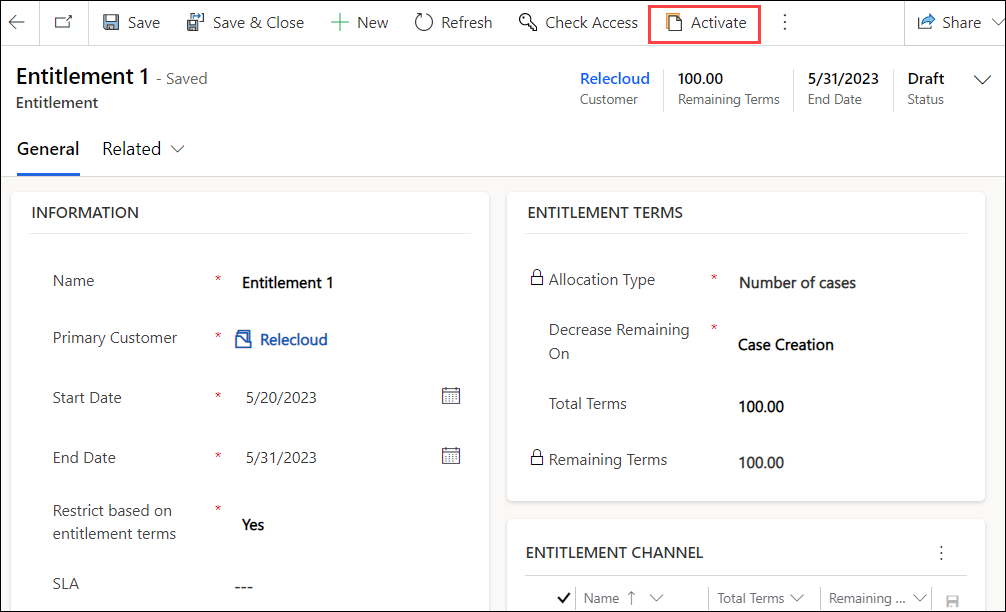 Save Save & Close New Refresh Check Access Activate Share
Entitlement 1 - Saved
Entitlement
Relecloud 100.00 5/31/2023 Draft
Customer Remaining Terms End Date Status
General Related
INFORMATION
Name * Entitlement 1
Primary Customer * Relecloud
Start Date * 5/20/2023
End Date * 5/31/2023
Restrict based on * 
entitlement terms
Yes
SLA ---
ENTITLEMENT TERMS
Allocation Type * Number of cases
Decrease Remaining *
On
Case Creation
Total Terms 100.00
Remaining Terms 100.00
ENTITLEMENT CHANNEL
Name Total Terms Remaining ...